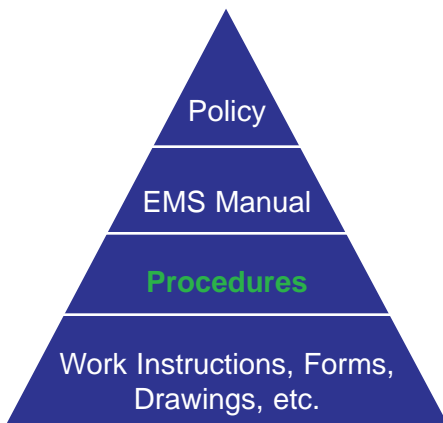 Policy
EMS Manual
Procedures
Work Instructions, Forms,
Drawings, etc.